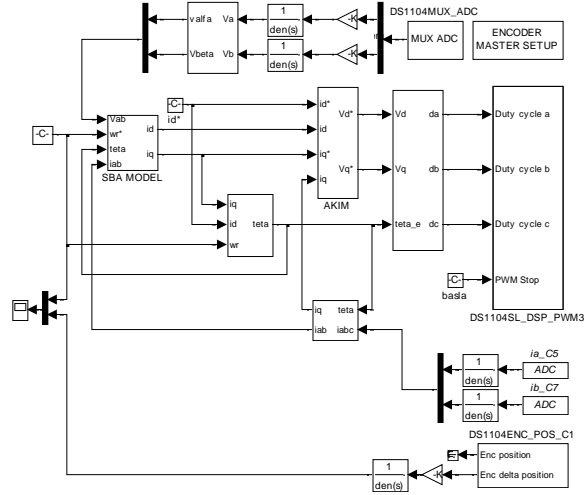 DS1104MUX_ADC
v alfa Va
Vbeta Vb
1
den(s)
1
den(s)
-K
-K
MUX ADC
ENCODER
MASTER SETUP
-C-
id*
-C-
Vab
wr*
teta
iab
id
iq
SBA MODEL
id*
id
iq*
iq
Vd*
Vq*
AKIM
Vd
Vq
teta_e
da
db
dc
Duty cycle a
Duty cycle b
Duty cycle c
PWM Stop
DS1104SL_DSP_PWM3
-C-
basla
iq
id
wr
teta
iq teta
iab iabc
1
den(s)
1
den(s)
ia_C5
ADC
ib_C7
ADC
DS1104ENC_POS_C1
Enc position
Enc delta position
-K
1
den(s)